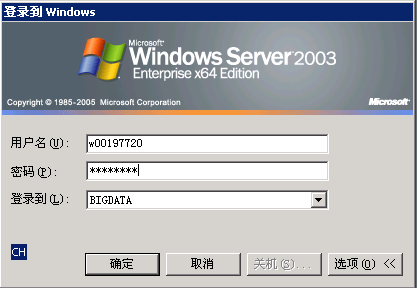 登录到 Windows
Microsoft®
Windows Server 2003
Enterprise x64 Edition
Copyright © 1985-2005 Microsoft Corporation
Microsoft
用户名(U):
w00197720
密码(P):
********
登录到(L):
BIGDATA
CH
确定
取消
关机(S)...
选项(O) <<